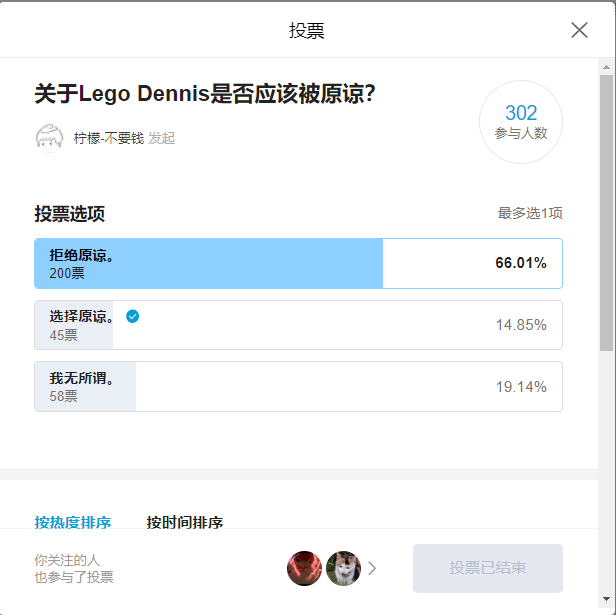 投票
关于Lego Dennis是否应该被原谅?
302
参与人数
柠檬-不要钱 发起
投票选项
最多选1项
拒绝原谅。
200票
66.01%
选择原谅。
45票
14.85%
我无所谓。
58票
19.14%
按热度排序 按时间排序
你关注的人
也参与了投票
投票已结束